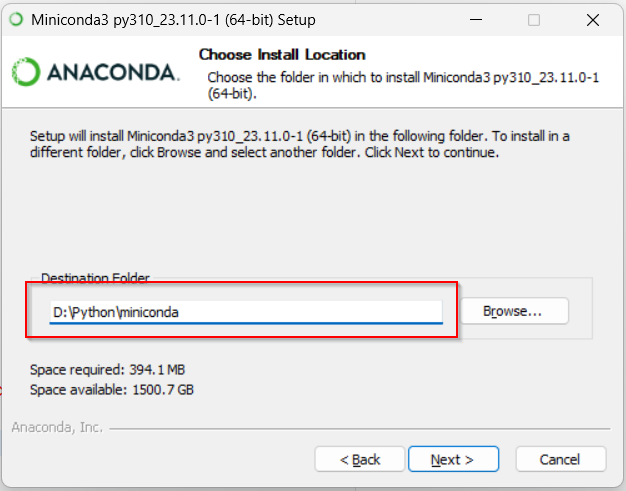 Miniconda3 py310_23.11.0-1 (64-bit) Setup
ANACONDA.
Choose Install Location
Choose the folder in which to install Miniconda3 py310_23.11.0-1
(64-bit).
Setup will install Miniconda3 py310_23.11.0-1 (64-bit) in the following folder. To install in a
different folder, click Browse and select another folder. Click Next to continue.
Destination Folder
D:\Python\miniconda
Browse...
Space required: 394.1 MB
Space available: 1500.7 GB
Anaconda, Inc.
< Back
Next >
Cancel